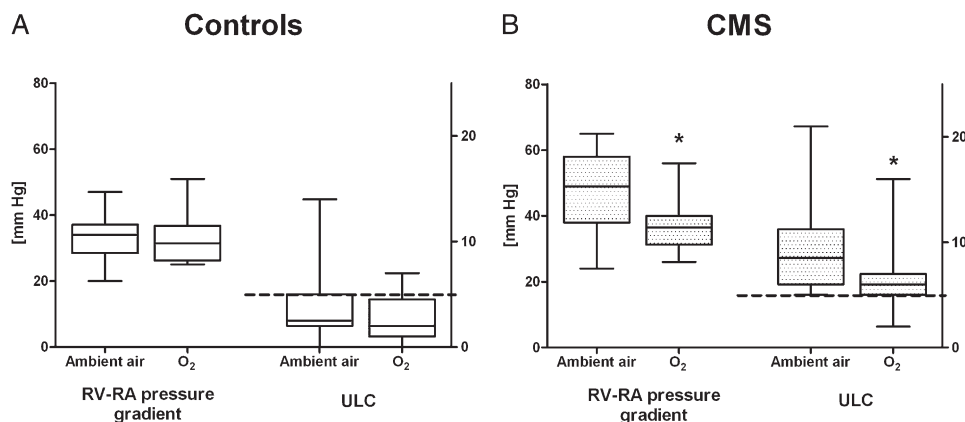 A
Controls
80
60
40
20
0
[mm Hg]
20
10
0
Ambient air
O₂
Ambient air
O₂
RV-RA pressure
gradient
ULC
B
CMS
80
60
40
20
0
[mm Hg]
*
*
20
10
0
Ambient air
O₂
Ambient air
O₂
RV-RA pressure
gradient
ULC